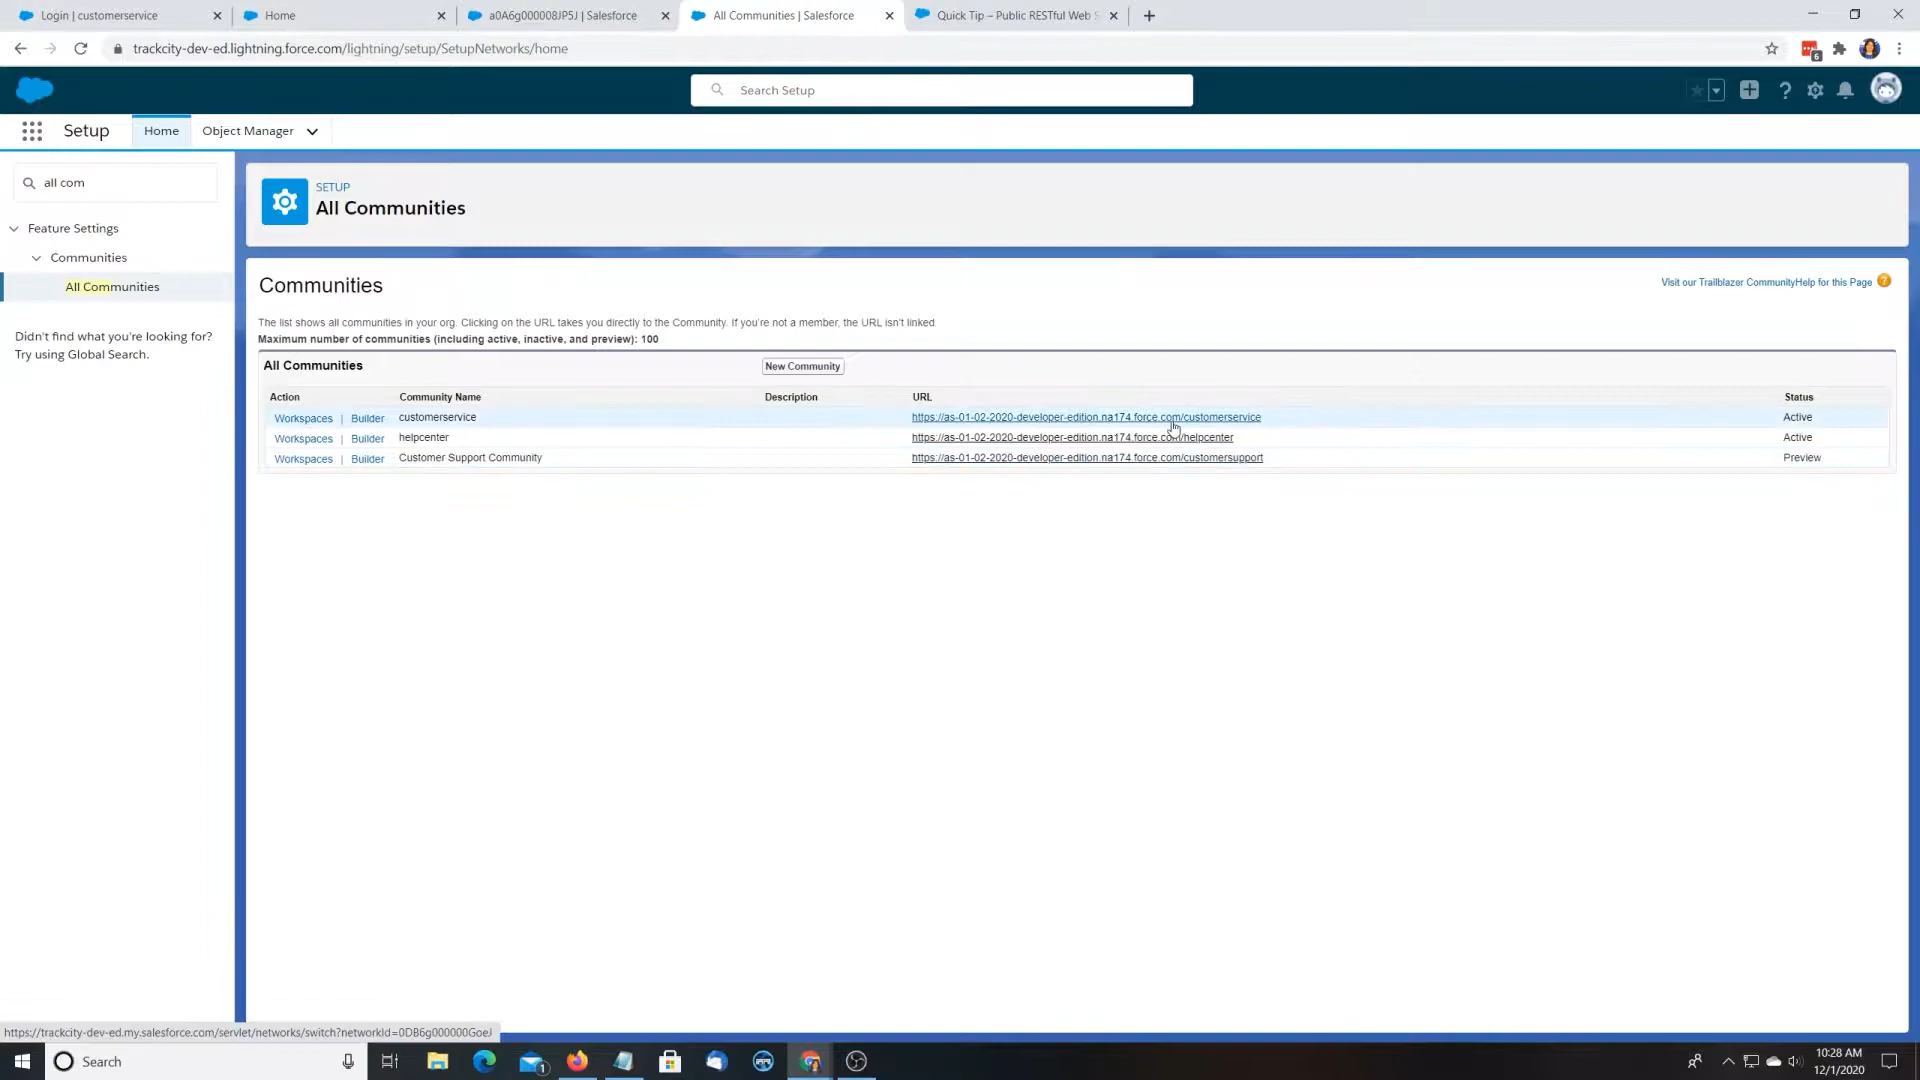 Login | customerservice
Home
a0A6g000008JP5J | Salesforce
All Communities | Salesforce
Quick Tip – Public RESTful Web S
trackcity-dev-ed.lightning.force.com/lightning/setup/SetupNetworks/home
6
Search Setup
Setup
Home
Object Manager
all com
SETUP
All Communities
Feature Settings
Communities
All Communities
Didn't find what you're looking for?
Try using Global Search.
Communities
Visit our Trailblazer Community
Help for this Page
The list shows all communities in your org. Clicking on the URL takes you directly to the Community. If you're not a member, the URL isn't linked
Maximum number of communities (including active, inactive, and preview): 100
All Communities
New Community
Action Community Name Description URL Status
Workspaces | Builder customerservice https://as-01-02-2020-developer-edition.na174.force.com/customerservice Active
Workspaces | Builder helpcenter https://as-01-02-2020-developer-edition.na174.force.com/helpcenter Active
Workspaces | Builder Customer Support Community https://as-01-02-2020-developer-edition.na174.force.com/customersupport Preview
https://trackcity-dev-ed.my.salesforce.com/servlet/networks/switch?networkId=0DB6g000000GoeJ
Search
1
10:28 AM
12/1/2020